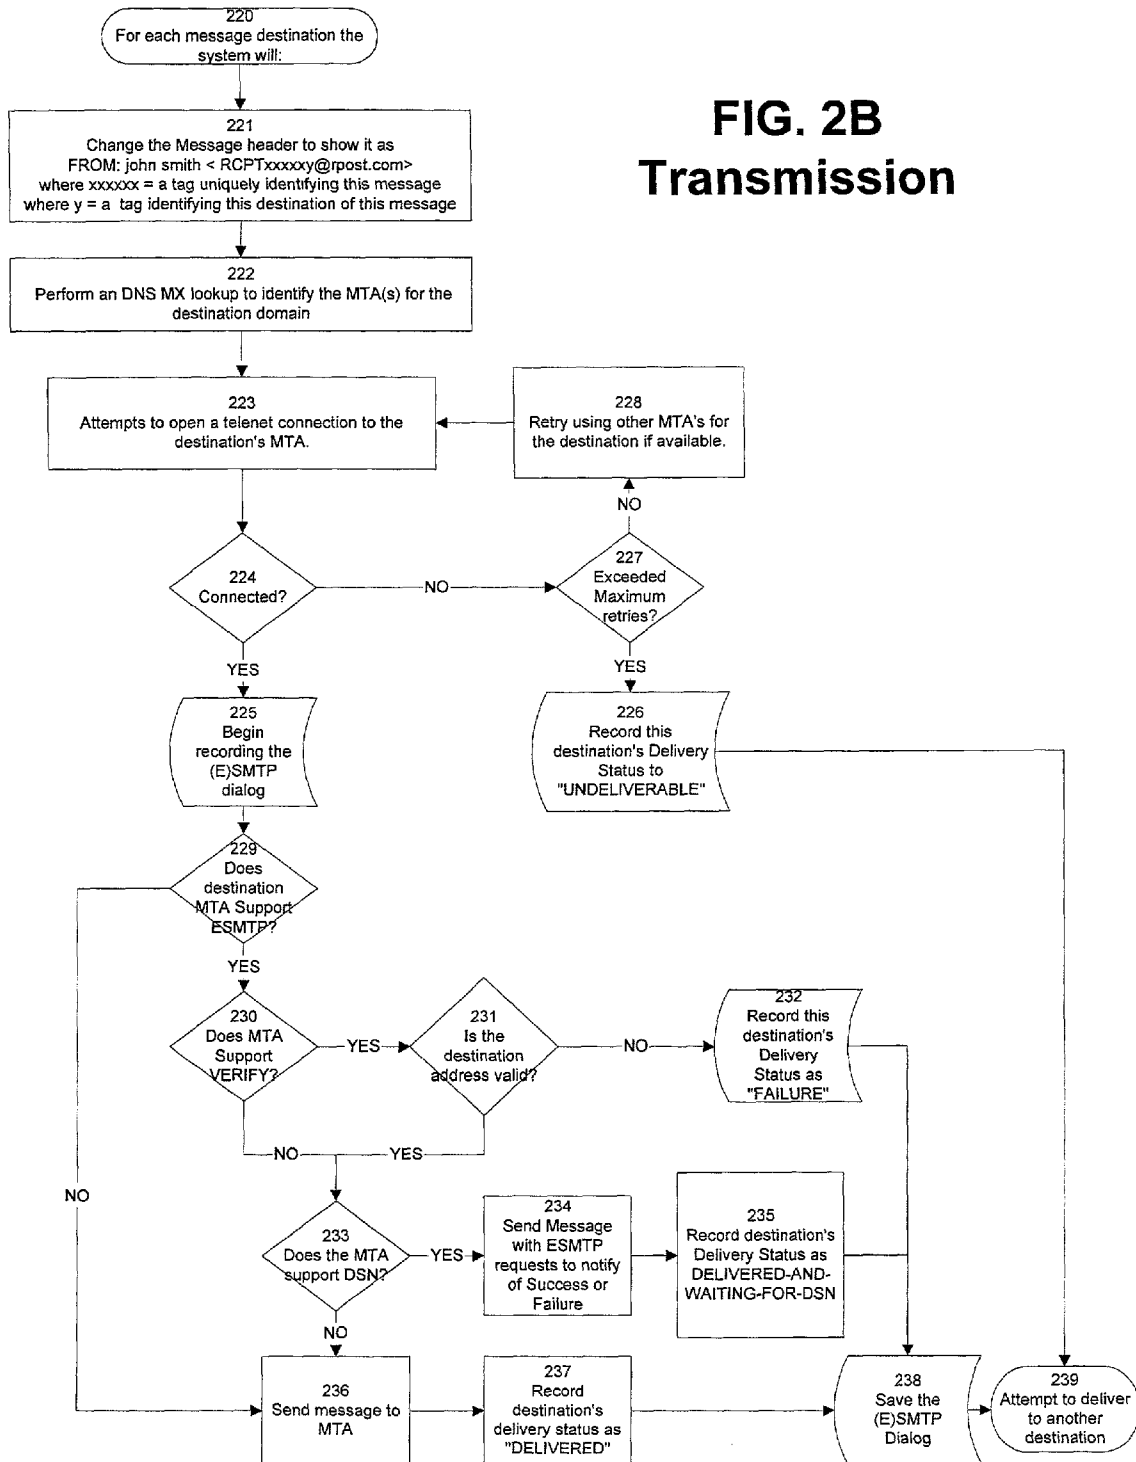 220
For each message destination the
system will:
FIG. 2B
Transmission
221
Change the Message header to show it as
FROM: john smith < RCPTxxxxxy@rpost.com>
where xxxxxx = a tag uniquely identifying this message
where y = a tag identifying this destination of this message
222
Perform an DNS MX lookup to identify the MTA(s) for the
destination domain
223
Attempts to open a telenet connection to the
destination's MTA.
228
Retry using other MTA's for
the destination if available.
NO
224
Connected?
NO
227
Exceeded
Maximum
retries?
YES
YES
225
Begin
recording the
(E)SMTP
dialog
226
Record this
destination's Delivery
Status to
"UNDELIVERABLE"
229
Does
destination
MTA Support
ESMTP?
YES
230
Does MTA
Support
VERIFY?
YES
231
Is the
destination
address valid?
NO
232
Record this
destination's
Delivery
Status as
"FAILURE"
NO
YES
NO
233
Does the MTA
support DSN?
YES
234
Send Message
with ESMTP
requests to notify
of Success or
Failure
235
Record destination's
Delivery Status as
DELIVERED-AND-
WAITING-FOR-DSN
NO
236
Send message to
MTA
237
Record
destination's
delivery status as
"DELIVERED"
238
Save the
(E)SMTP
Dialog
239
Attempt to deliver
to another
destination